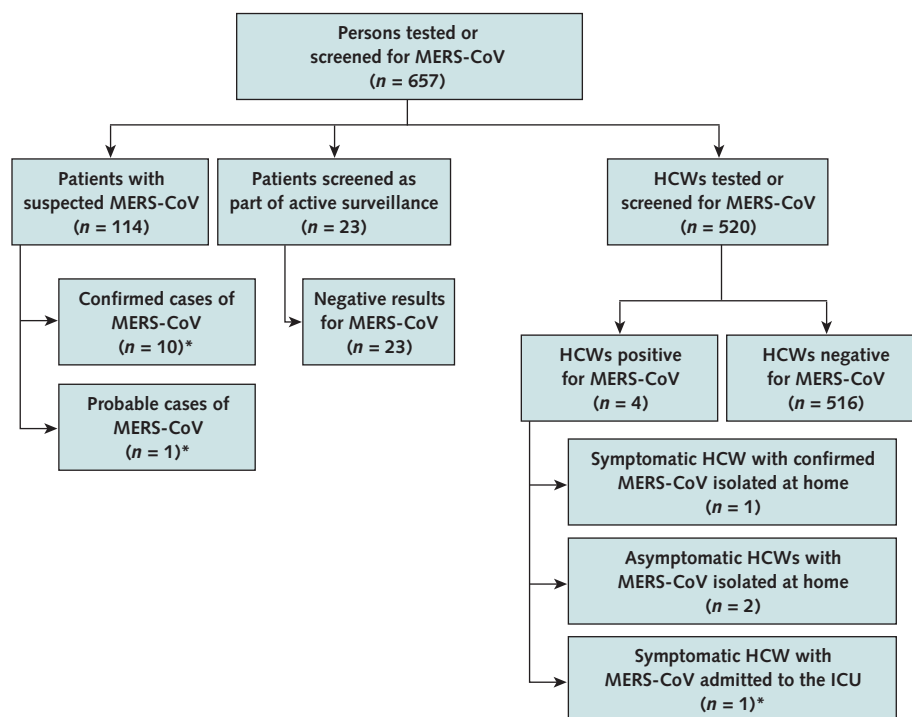 Persons tested or
screened for MERS-CoV
(n = 657)
Patients with
suspected MERS-CoV
(n = 114)
Patients screened as
part of active surveillance
(n = 23)
HCWs tested or
screened for MERS-CoV
(n = 520)
Confirmed cases of
MERS-CoV
(n = 10)*
Negative results
for MERS-CoV
(n = 23)
Probable cases of
MERS-CoV
(n = 1)*
HCWs positive
for MERS-CoV
(n = 4)
HCWs negative
for MERS-CoV
(n = 516)
Symptomatic HCW with confirmed
MERS-CoV isolated at home
(n = 1)
Asymptomatic HCWs with
MERS-CoV isolated at home
(n = 2)
Symptomatic HCW with
MERS-CoV admitted to the ICU
(n = 1)*